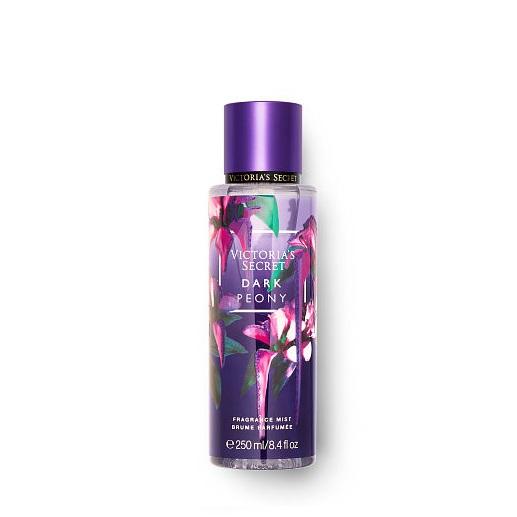 VICTORIA'S SECRET
VICTORIA'S
SECRET
DARK
PEONY
FRAGRANCE MIST
BRUME PARFUMÉE
℮ 250 ml/8.4 fl oz